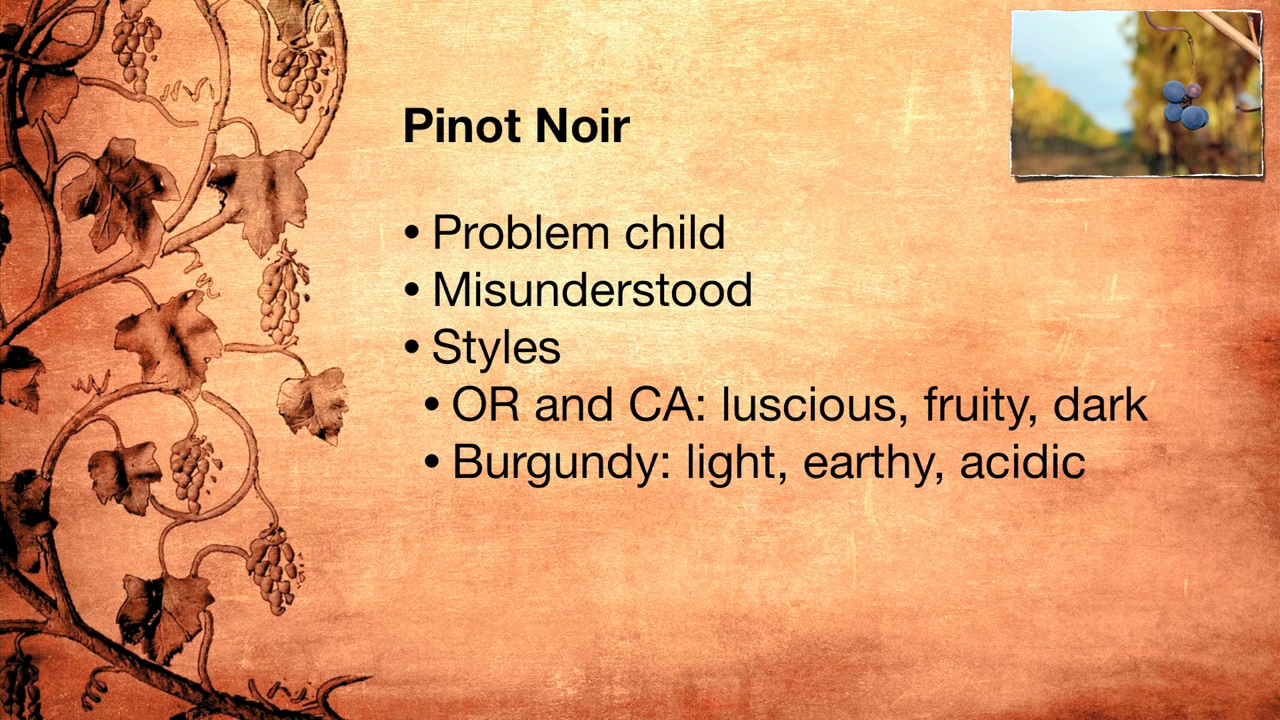 Pinot Noir
• Problem child
• Misunderstood
• Styles
• OR and CA: luscious, fruity, dark
• Burgundy: light, earthy, acidic